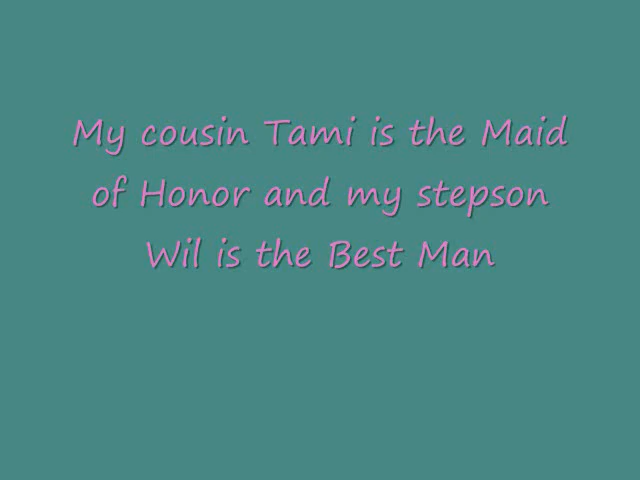 My cousin Tami is the Maid
of Honor and my stepson
Wil is the Best Man